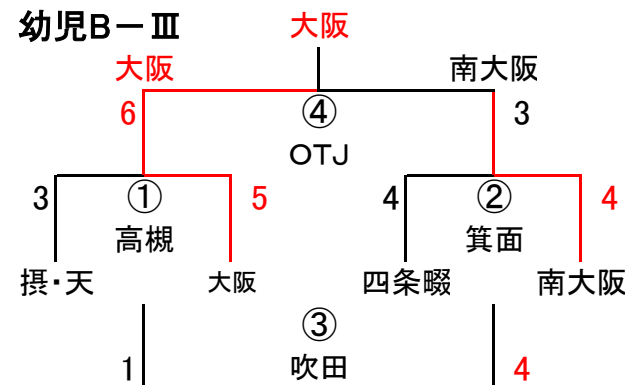 幼児B－Ⅲ 大阪
大阪 南大阪
6 ④ 3
OTJ
3 ① 5 4 ② 4
高槻 箕面
摂・天 大阪 四条畷 南大阪
③
1 吹田 4